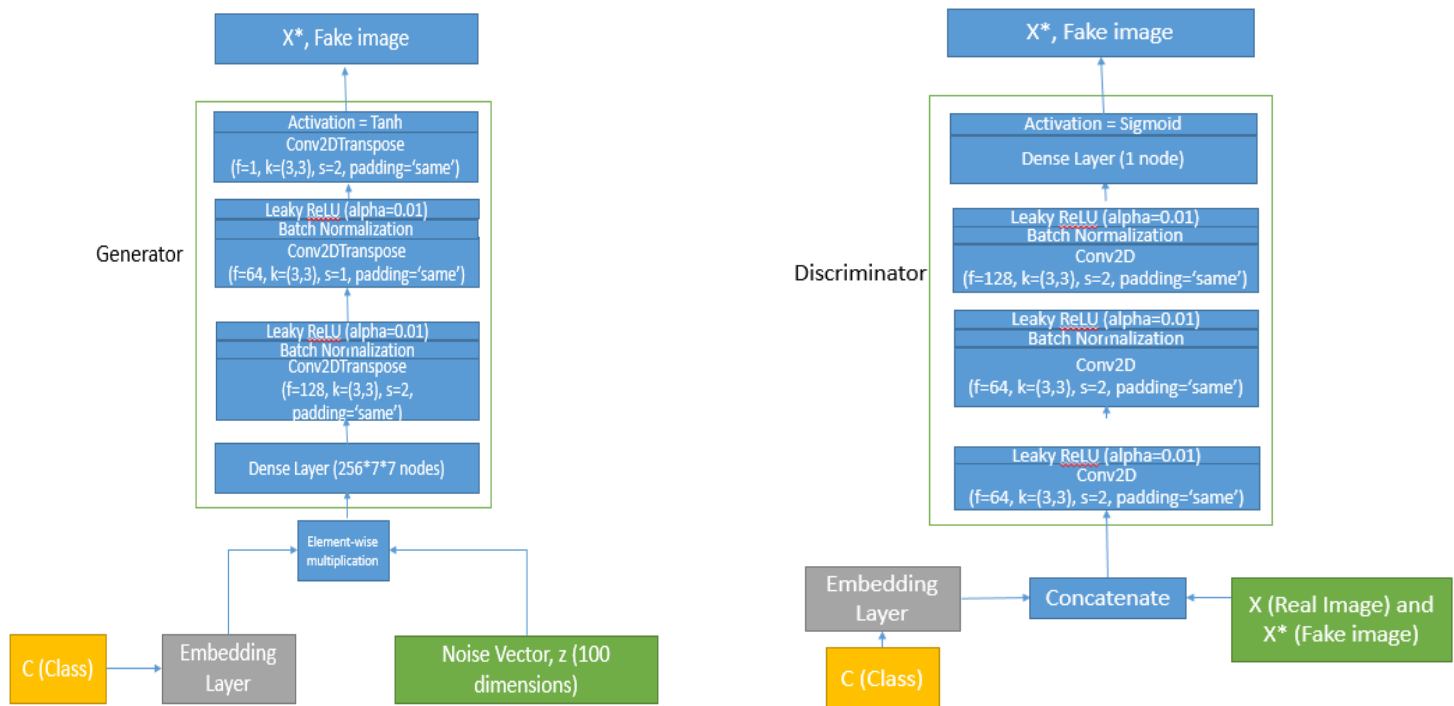 X*, Fake image
Activation = Tanh
Conv2DTranspose
(f=1, k=(3,3), s=2, padding=‘same’)
Leaky ReLU (alpha=0.01)
Batch Normalization
Conv2DTranspose
(f=64, k=(3,3), s=1, padding=‘same’)
Generator
Leaky ReLU (alpha=0.01)
Batch Normalization
Conv2DTranspose
(f=128, k=(3,3), s=2,
padding=‘same’)
Dense Layer (256*7*7 nodes)
Element-wise
multiplication
C (Class)
Embedding
Layer
Noise Vector, z (100
dimensions)
X*, Fake image
Activation = Sigmoid
Dense Layer (1 node)
Leaky ReLU (alpha=0.01)
Batch Normalization
Conv2D
(f=128, k=(3,3), s=2, padding=‘same’)
Discriminator
Leaky ReLU (alpha=0.01)
Batch Normalization
Conv2D
(f=64, k=(3,3), s=2, padding=‘same’)
Leaky ReLU (alpha=0.01)
Conv2D
(f=64, k=(3,3), s=2, padding=‘same’)
Embedding
Layer
Concatenate
X (Real Image) and
X* (Fake image)
C (Class)